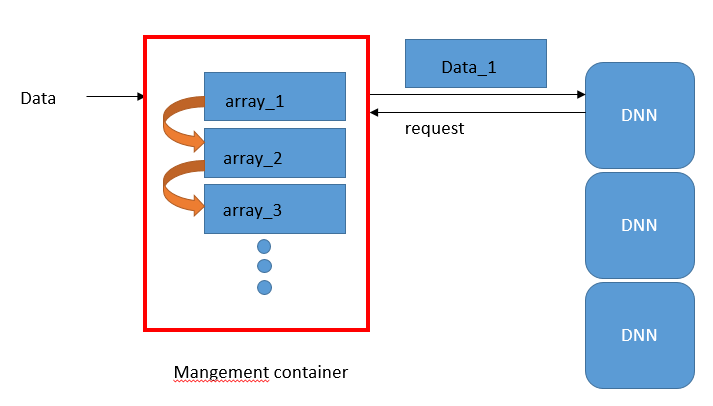 Data
array_1
array_2
array_3
Data_1
request
DNN
DNN
DNN
Mangement container